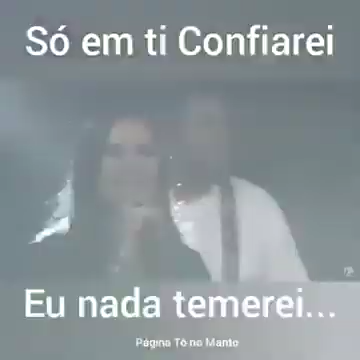 Só em ti Confiarei
Eu nada temerei...
Página Tô no Manto